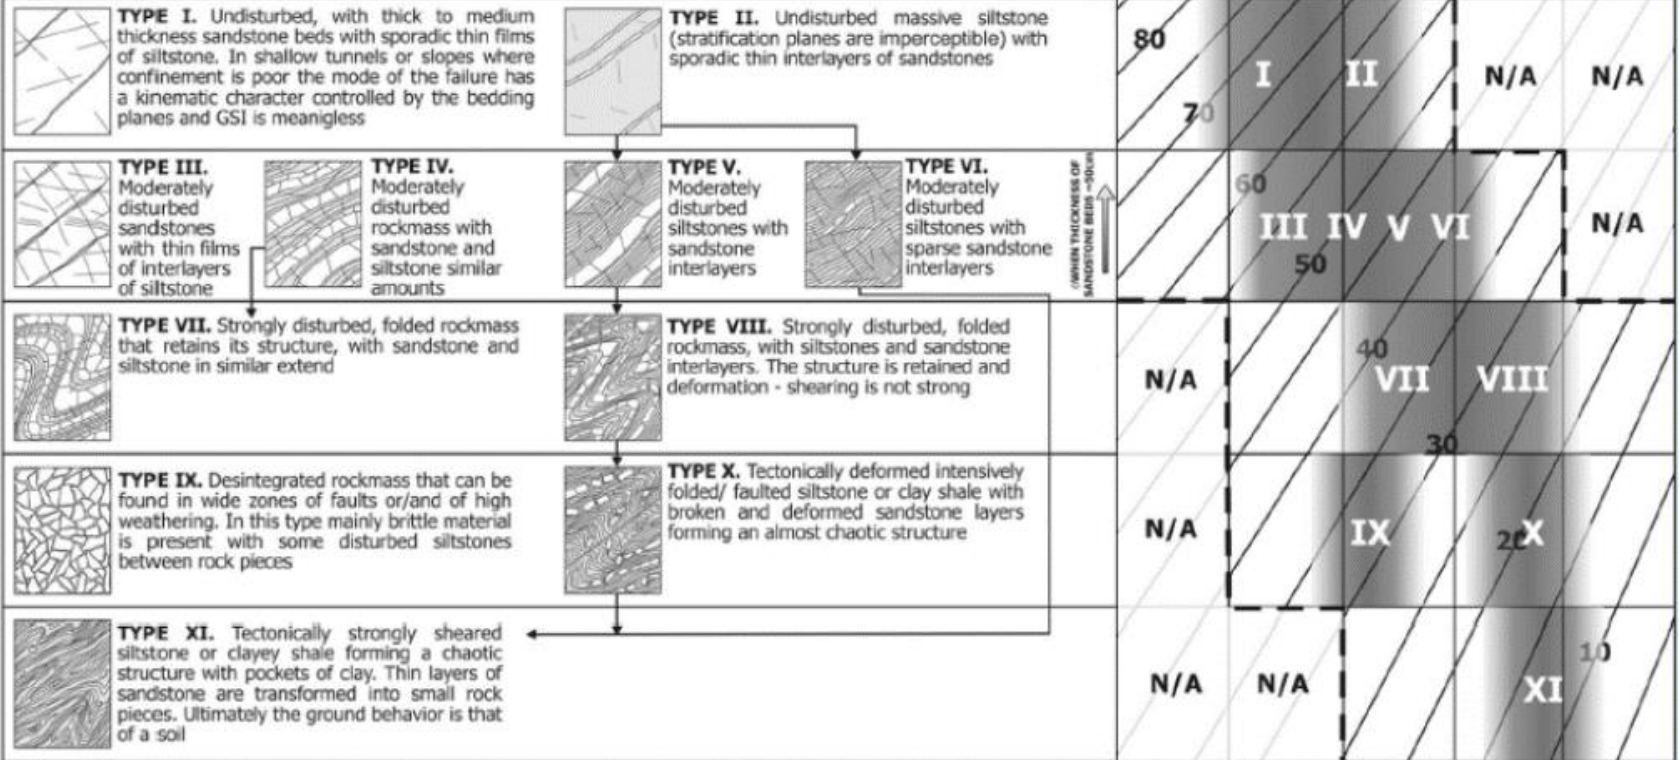 TYPE I. Undisturbed, with thick to medium
thickness sandstone beds with sporadic thin films
of siltstone. In shallow tunnels or slopes where
confinement is poor the mode of the failure has
a kinematic character controlled by the bedding
planes and GSI is meanigless
TYPE II. Undisturbed massive siltstone
(stratification planes are imperceptible) with
sporadic thin interlayers of sandstones
80
70
I
II
N/A
N/A
TYPE III.
Moderately
disturbed
sandstones
with thin films
of interlayers
of siltstone
TYPE IV.
Moderately
disturbed
rockmass with
sandstone and
siltstone similar
amounts
TYPE V.
Moderately
disturbed
siltstones with
sandstone
interlayers
TYPE VI.
Moderately
disturbed
siltstones with
sparse sandstone
interlayers
(WHEN THICKNESS OF
SANDSTONE BEDS ~50cm
60
III IV V VI
50
N/A
TYPE VII. Strongly disturbed, folded rockmass
that retains its structure, with sandstone and
siltstone in similar extend
TYPE VIII. Strongly disturbed, folded
rockmass, with siltstones and sandstone
interlayers. The structure is retained and
deformation - shearing is not strong
N/A
40
VII
VIII
30
TYPE IX. Desintegrated rockmass that can be
found in wide zones of faults or/and of high
weathering. In this type mainly brittle material
is present with some disturbed siltstones
between rock pieces
TYPE X. Tectonically deformed intensively
folded/ faulted siltstone or clay shale with
broken and deformed sandstone layers
forming an almost chaotic structure
N/A
IX
20
X
TYPE XI. Tectonically strongly sheared
siltstone or clayey shale forming a chaotic
structure with pockets of clay. Thin layers of
sandstone are transformed into small rock
pieces. Ultimately the ground behavior is that
of a soil
N/A
N/A
10
XI